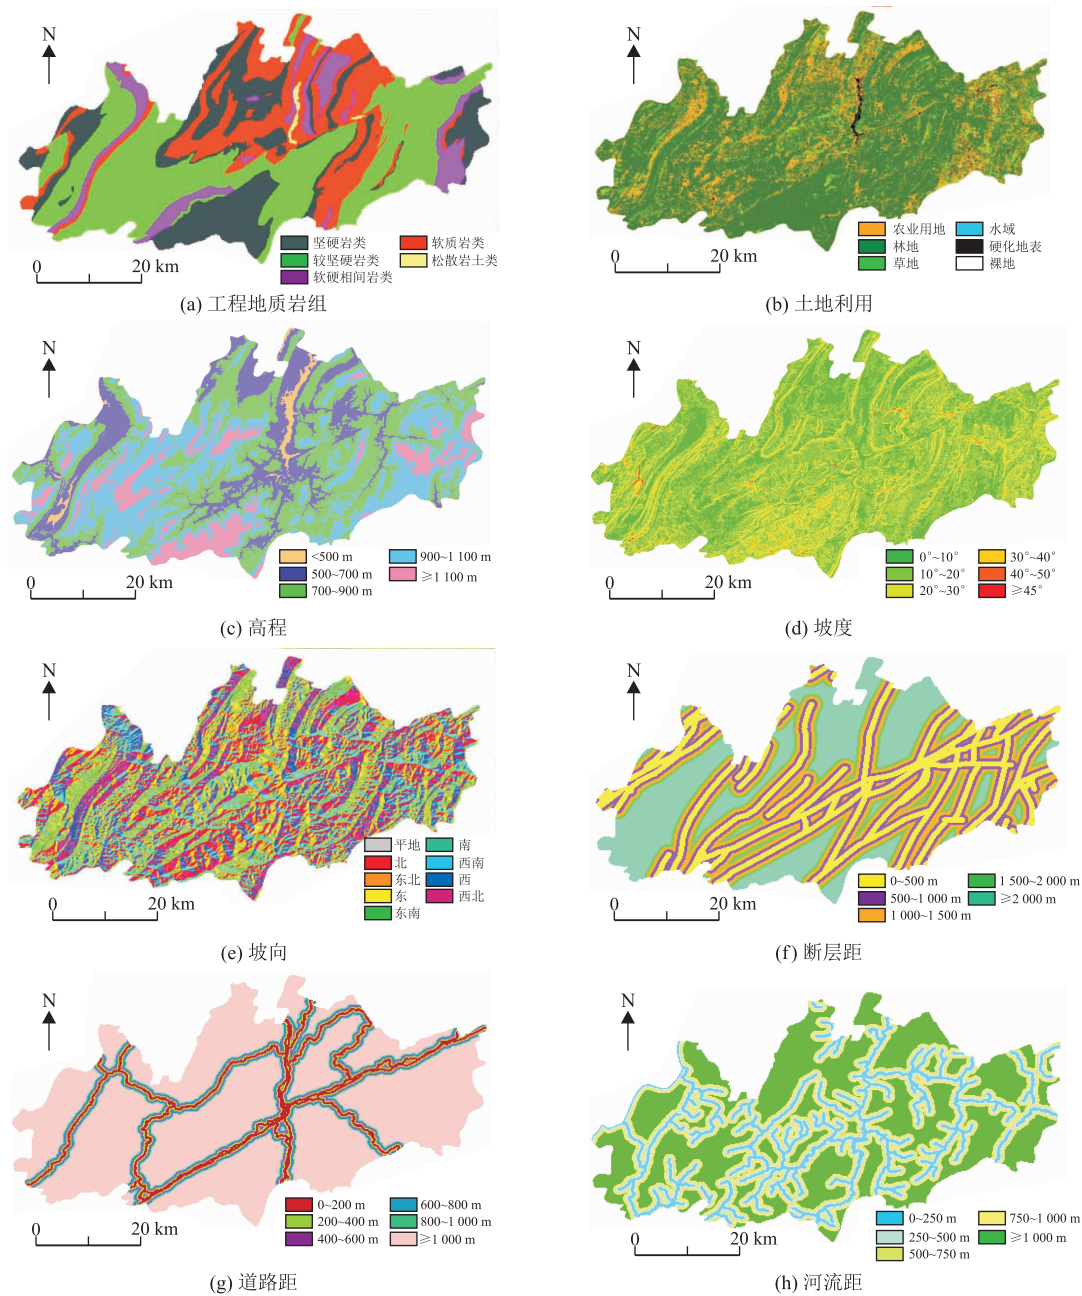 N
坚硬岩类
软质岩类
较坚硬岩类
松散岩土类
软硬相间岩类
0
20 km
(a) 工程地质岩组
N
农业用地
水域
林地
硬化地表
草地
裸地
0
20 km
(b) 土地利用
N
<500 m
900~1 100 m
500~700 m
≥1 100 m
700~900 m
0
20 km
(c) 高程
N
0°~10°
30°~40°
10°~20°
40°~50°
20°~30°
≥45°
0
20 km
(d) 坡度
N
平地
南
北
西南
东北
西
东
西北
东南
0
20 km
(e) 坡向
N
0~500 m
1 500~2 000 m
500~1 000 m
≥2 000 m
1 000~1 500 m
0
20 km
(f) 断层距
N
0~200 m
600~800 m
200~400 m
800~1 000 m
400~600 m
≥1 000 m
0
20 km
(g) 道路距
N
0~250 m
750~1 000 m
250~500 m
≥1 000 m
500~750 m
0
20 km
(h) 河流距